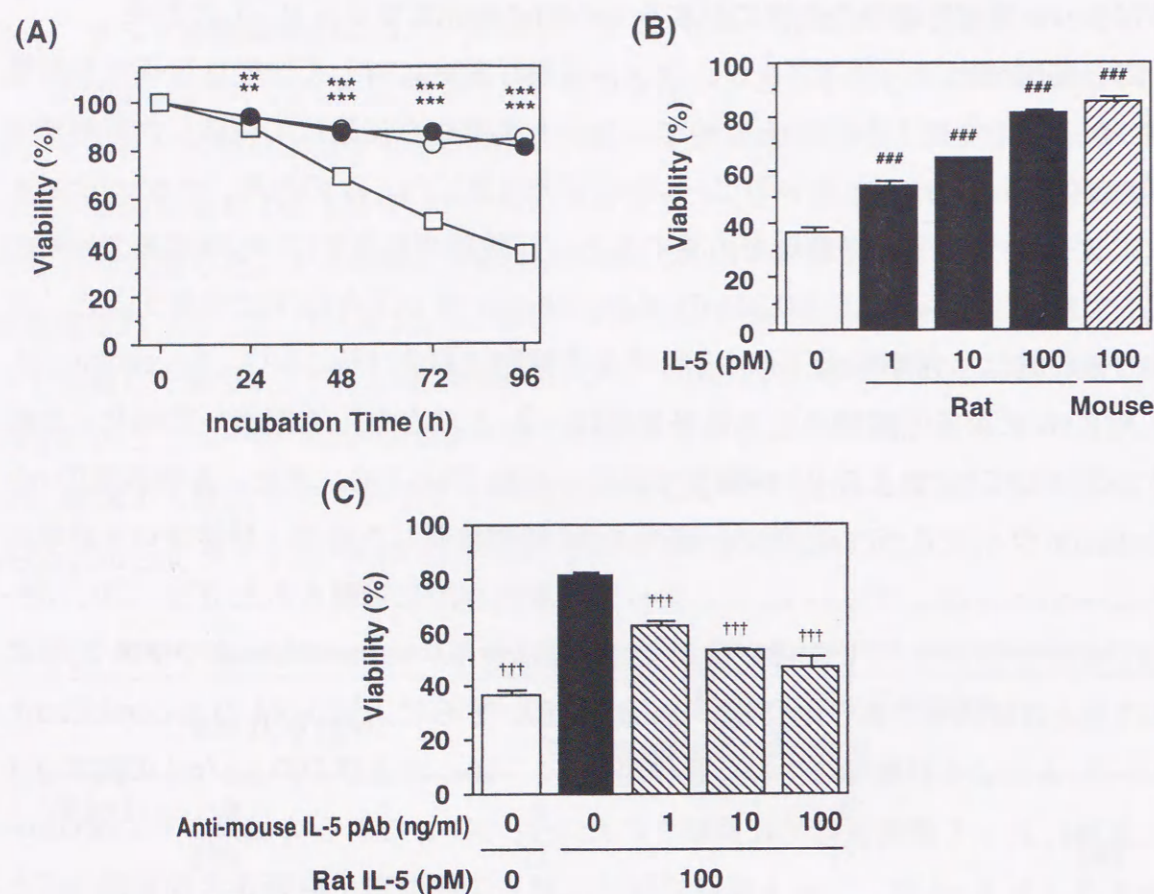 (A)
Viability (%)
100
80
60
40
20
0
** *** *** ***
** *** *** ***
0 24 48 72 96
Incubation Time (h)
(B)
Viability (%)
100
80
60
40
20
0
### ### ### ###
IL-5 (pM) 0 1 10 100 100
Rat Mouse
(C)
Viability (%)
100
80
60
40
20
0
††† ††† ††† †††
Anti-mouse IL-5 pAb (ng/ml) 0 0 1 10 100
Rat IL-5 (pM) 0 100